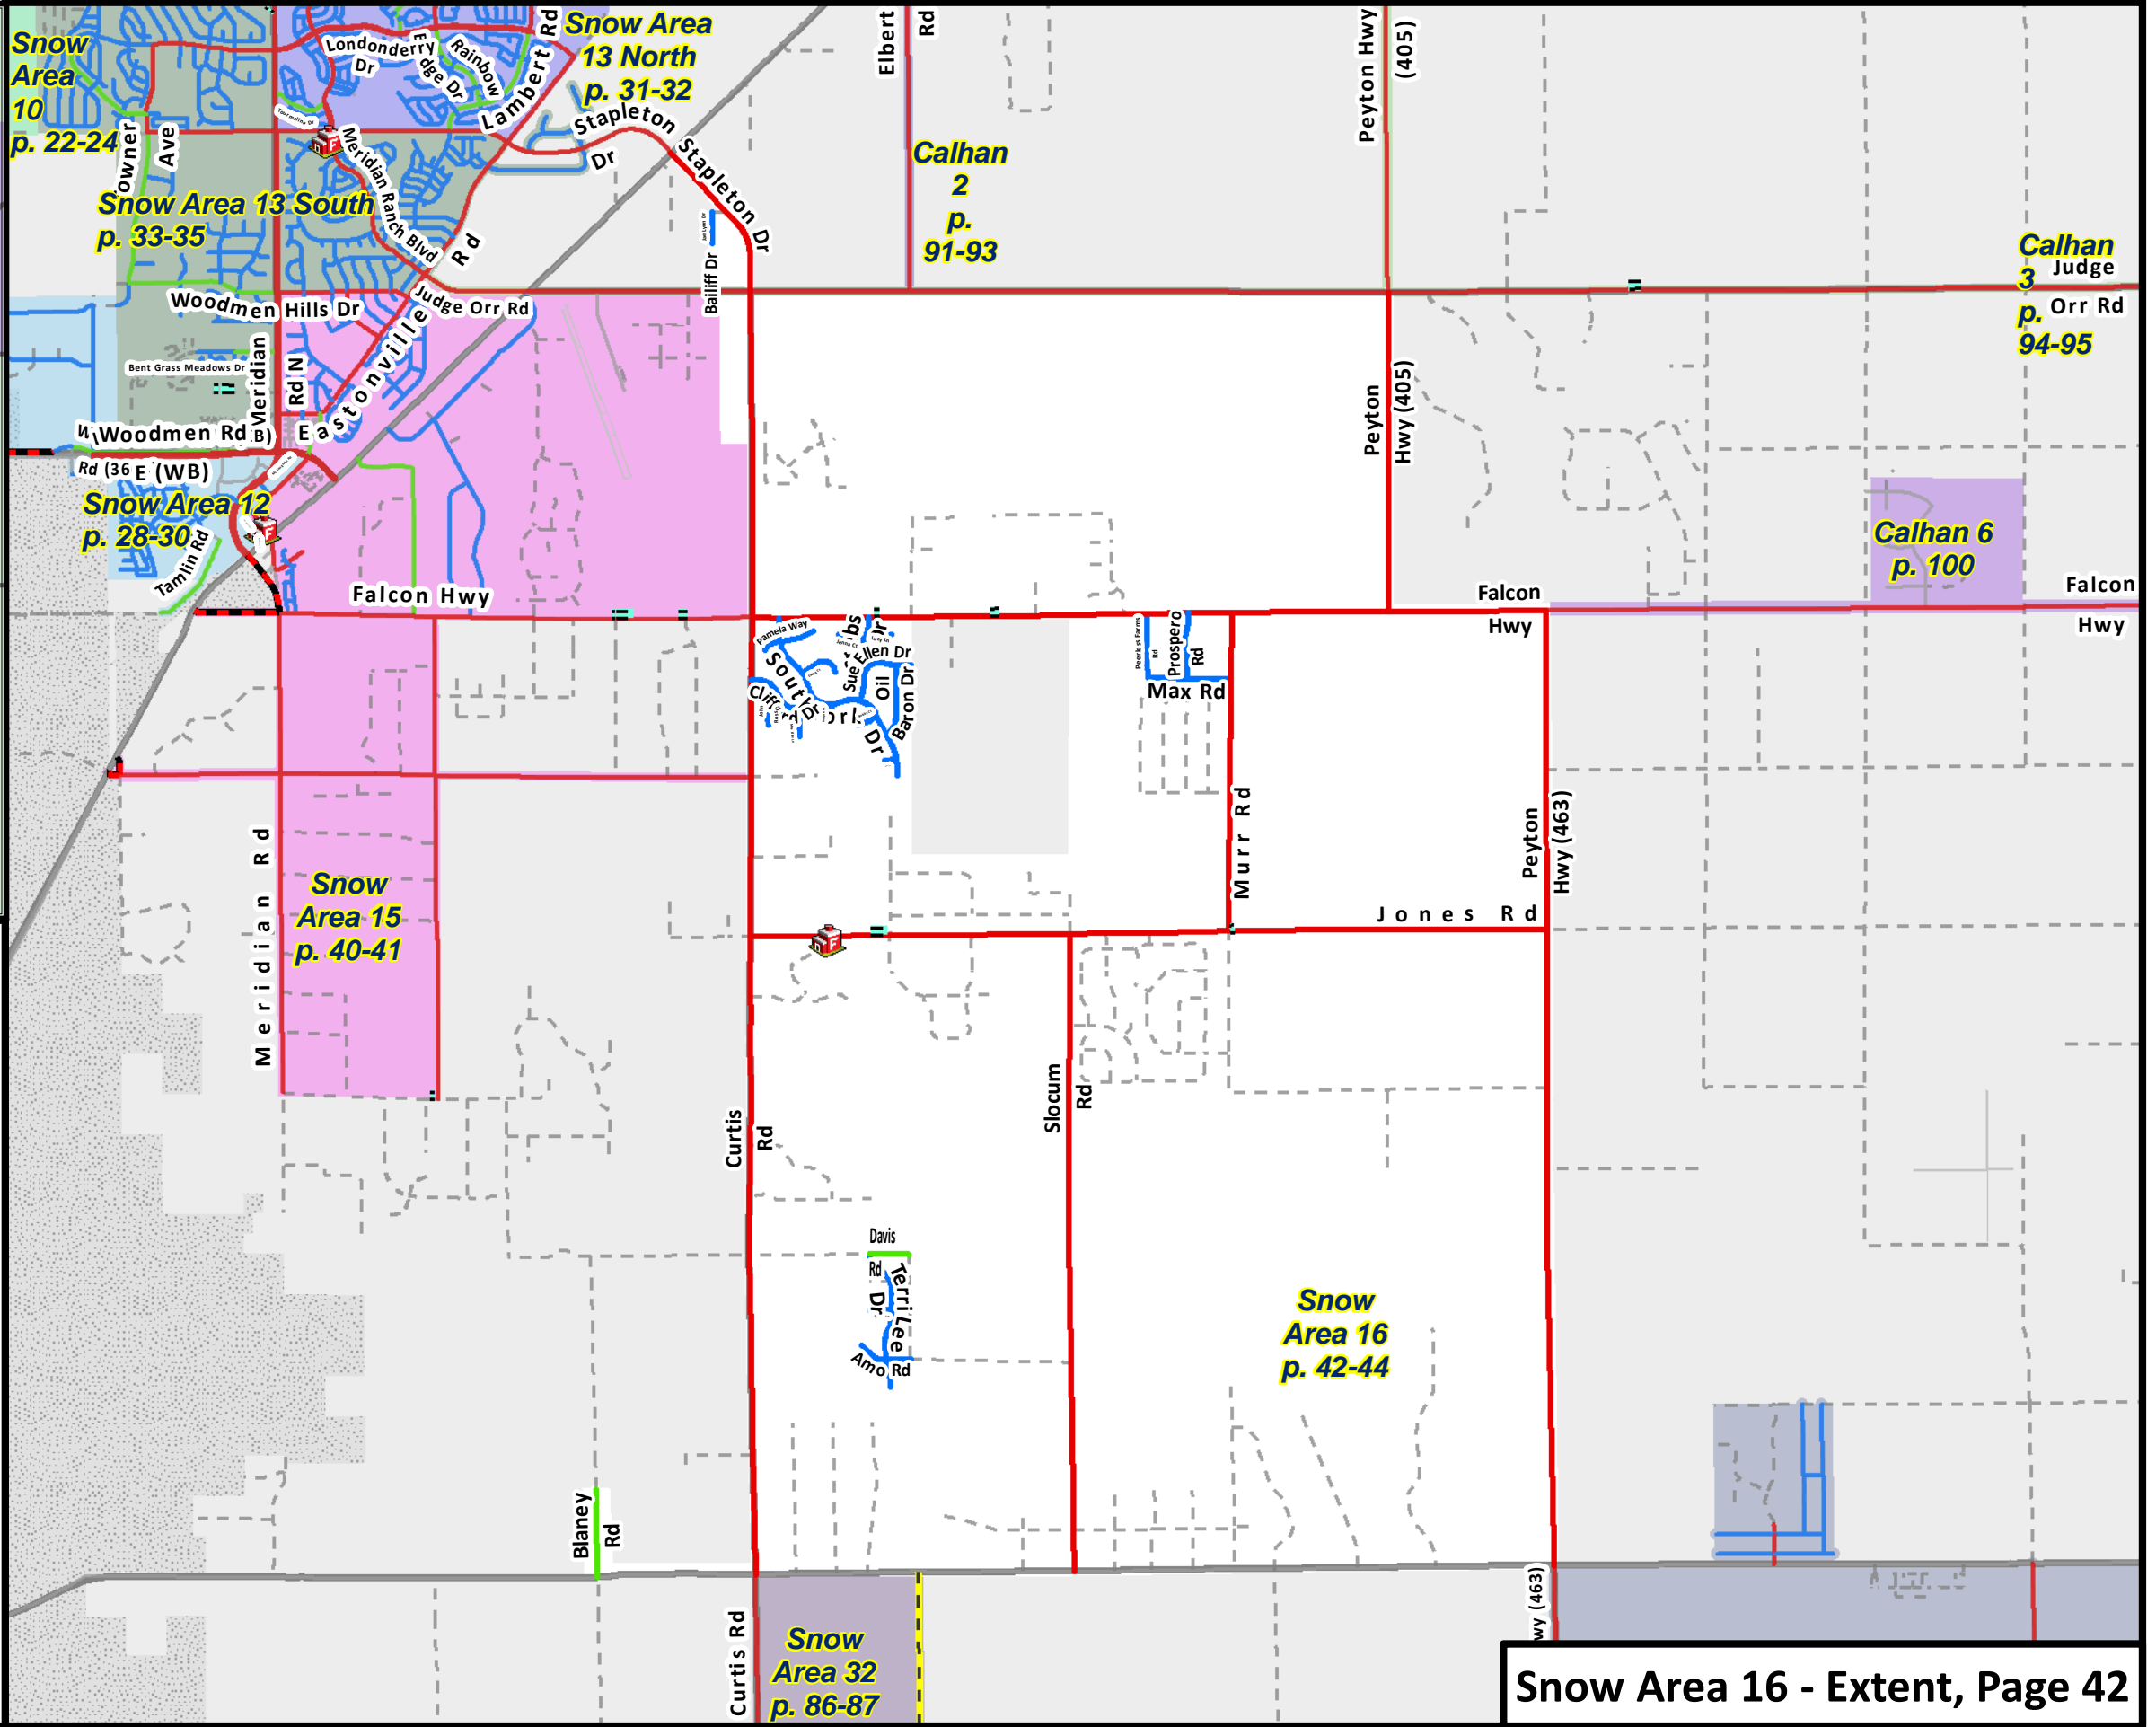 Snow
Area
10
p. 22-24
Londonderry
Dr
Rainbow
Lambert
Rd
Snow Area
13 North
p. 31-32
Stapleton
Dr
Stapleton Dr
Elbert
Rd
Peyton Hwy
(405)
Ave
Meridian Ranch Blvd
Rd
Snow Area 13 South
p. 33-35
Calhan
2
p.
91-93
Calhan
3
p.
94-95
Judge
Orr Rd
Bailiff Dr
Woodmen Hills Dr
Judge Orr Rd
Bent Grass Meadows Dr
Meridian
Rd N
Eastonville
Woodmen Rd
Rd (36
E (WB)
Snow Area 12
p. 28-30
Tamlin Rd
Falcon Hwy
Peyton
Hwy (405)
Calhan 6
p. 100
Falcon
Hwy
Falcon
Hwy
Pamela Way
Sue Ellen Dr
South
Dr
Oil
Baron Dr
Dr
Peerless Farms
Rd
Prospero
Rd
Max Rd
Murr Rd
Peyton
Hwy (463)
Jones Rd
Meridian Rd
Snow
Area 15
p. 40-41
Curtis
Rd
Slocum
Rd
Davis
Rd
Terri Lee
Dr
Amo Rd
Snow
Area 16
p. 42-44
Blaney
Rd
Curtis Rd
Snow
Area 32
p. 86-87
wy (463)
Snow Area 16 - Extent, Page 42